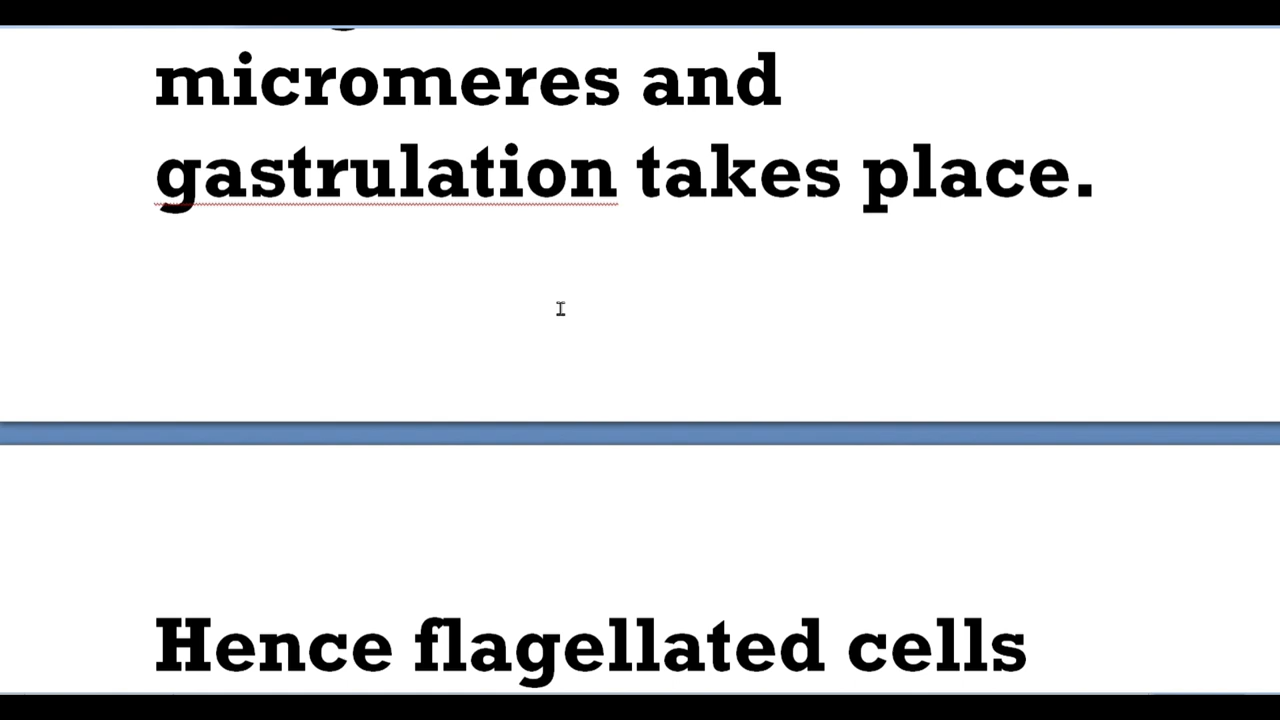 micromeres and
gastrulation takes place.
Hence flagellated cells